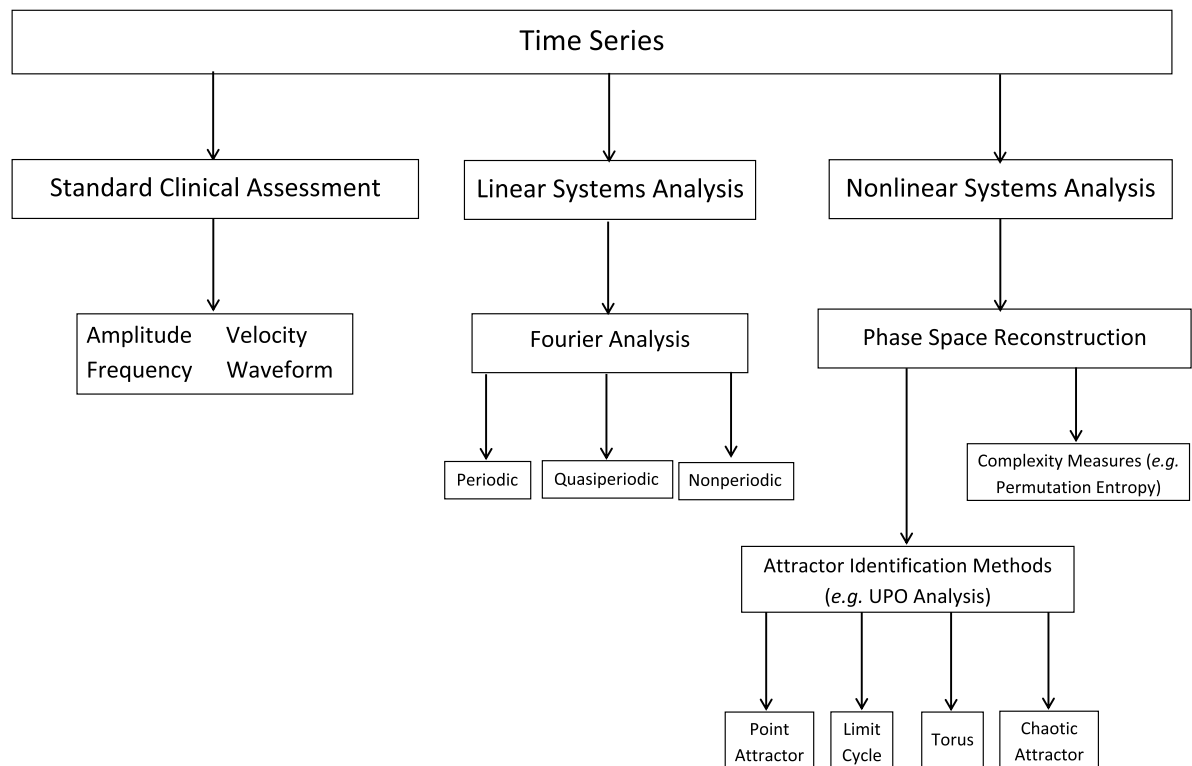 Time Series
Standard Clinical Assessment
Linear Systems Analysis
Nonlinear Systems Analysis
Amplitude Velocity
Frequency Waveform
Fourier Analysis
Phase Space Reconstruction
Periodic
Quasiperiodic
Nonperiodic
Complexity Measures (e.g.
Permutation Entropy)
Attractor Identification Methods
(e.g. UPO Analysis)
Point
Attractor
Limit
Cycle
Torus
Chaotic
Attractor